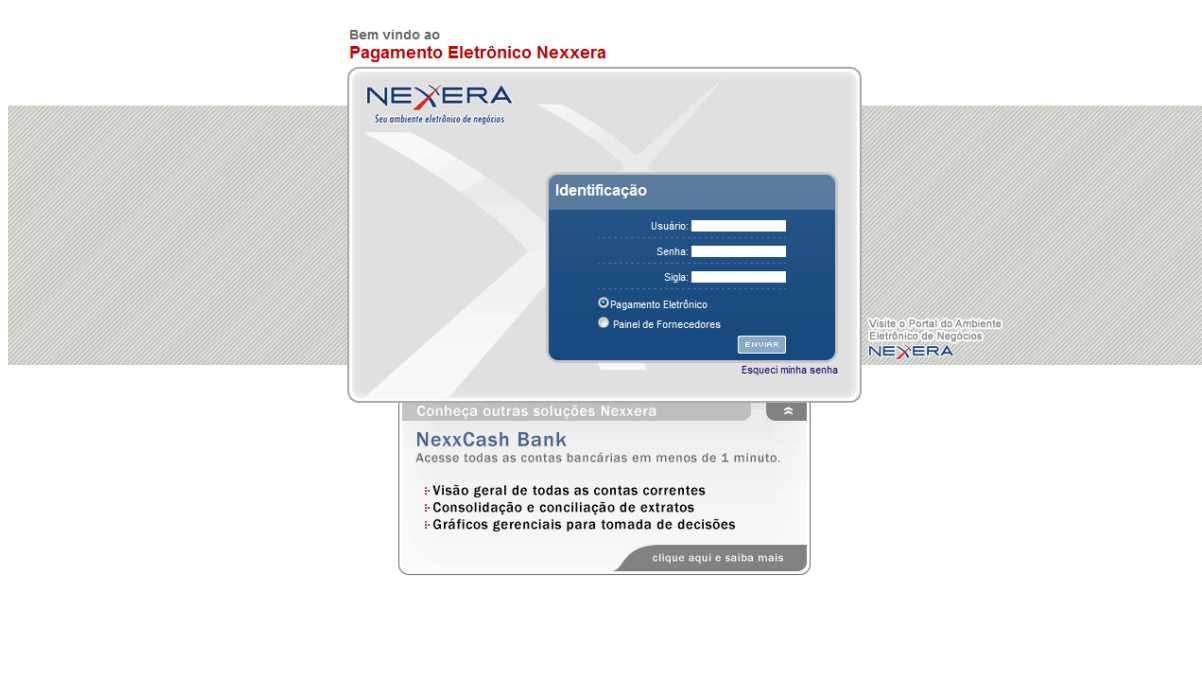 Bem vindo ao
Pagamento Eletrônico Nexxera
NEXXERA
Seu ambiente eletrônico de negócios
Identificação
Usuário:
Senha:
Sigla:
Pagamento Eletrônico
Painel de Fornecedores
ENVIAR
Esqueci minha senha
Visite o Portal do Ambiente
Eletrônico de Negócios
NEXXERA
Conheça outras soluções Nexxera
NexxCash Bank
Acesse todas as contas bancárias em menos de 1 minuto.
Visão geral de todas as contas correntes
Consolidação e conciliação de extratos
Gráficos gerenciais para tomada de decisões
clique aqui e saiba mais